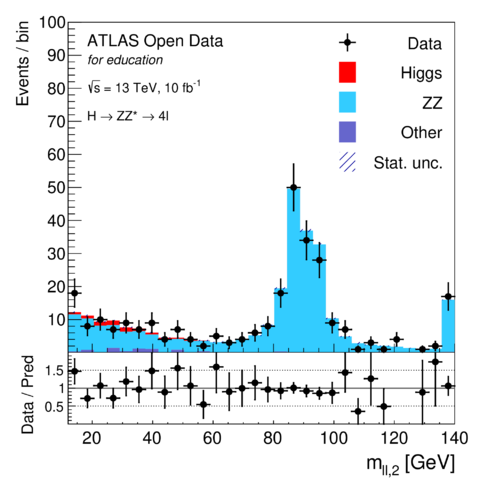 Events / bin
100
90
80
70
60
50
40
30
20
10
ATLAS Open Data
for education
√s = 13 TeV, 10 fb⁻¹
H → ZZ* → 4l
Data
Higgs
ZZ
Other
Stat. unc.
Data / Pred
1.5
1
0.5
20 40 60 80 100 120 140
m_ll,2 [GeV]